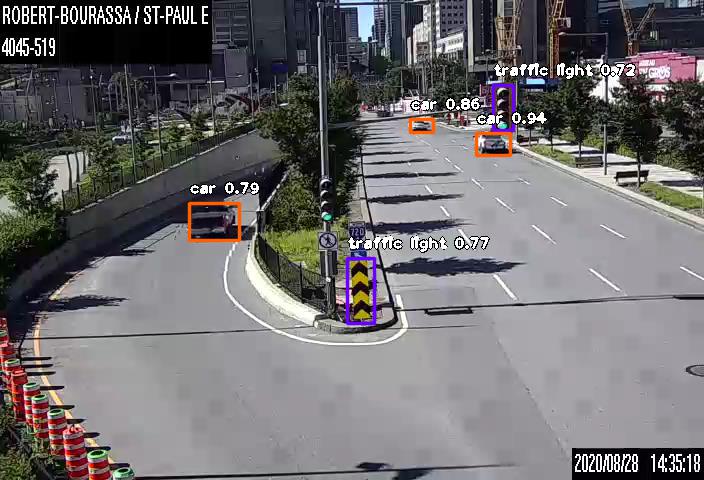 ROBERT-BOURASSA / ST-PAUL E
4045-519
traffic light 0.72
car 0.86
car 0.94
car 0.79
720
traffic light 0.77
2020/08/28 14:35:18